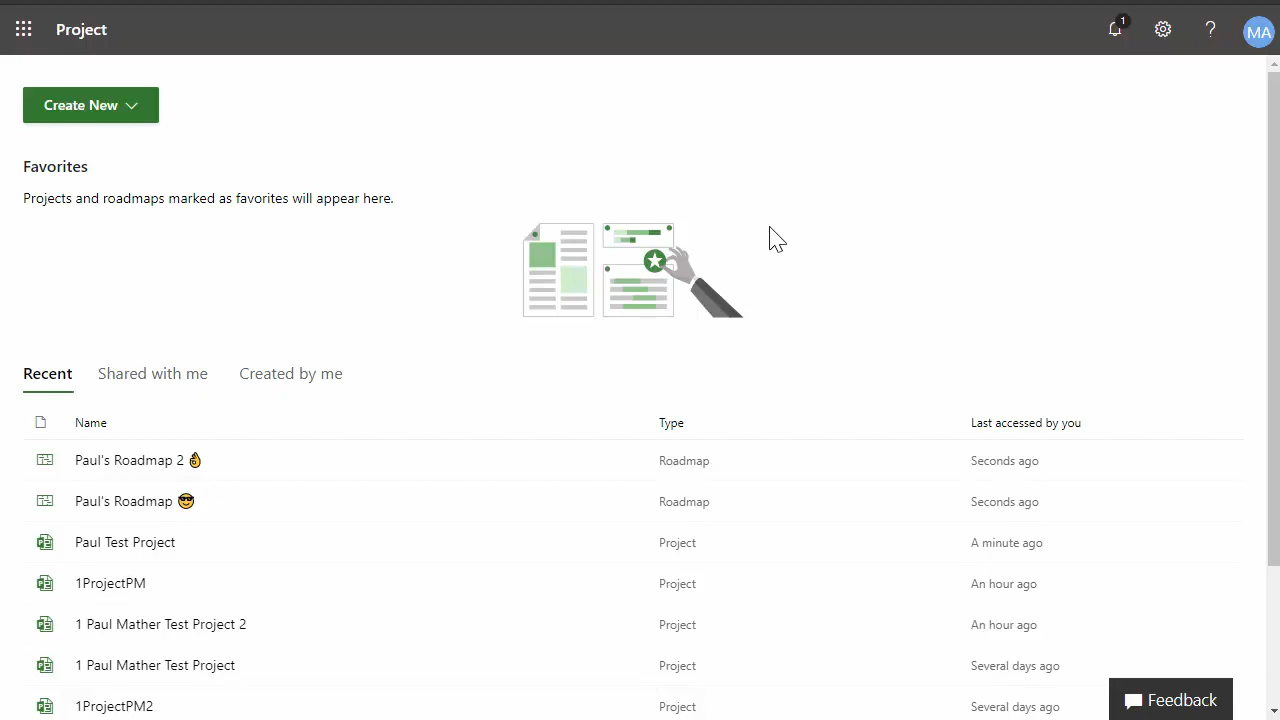 Project
1
MA
Create New
Favorites
Projects and roadmaps marked as favorites will appear here.
Recent Shared with me Created by me
Name Type Last accessed by you
Paul's Roadmap 2 👌 Roadmap Seconds ago
Paul's Roadmap 😎 Roadmap Seconds ago
Paul Test Project Project A minute ago
1ProjectPM Project An hour ago
1 Paul Mather Test Project 2 Project An hour ago
1 Paul Mather Test Project Project Several days ago
1ProjectPM2 Project Several days ago
Feedback